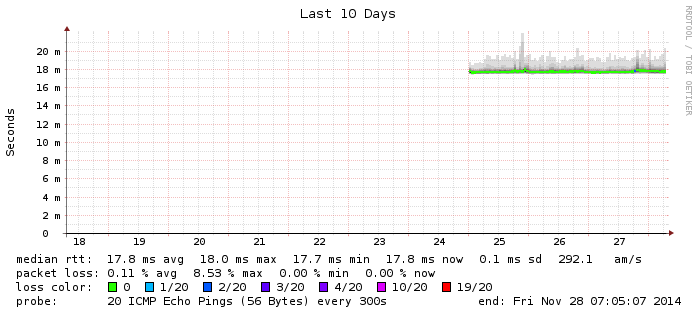 Last 10 Days
RRDTOOL / TOBI OETIKER
Seconds
20 m
18 m
16 m
14 m
12 m
10 m
8 m
6 m
4 m
2 m
0
18 19 20 21 22 23 24 25 26 27
median rtt: 17.8 ms avg 18.0 ms max 17.7 ms min 17.8 ms now 0.1 ms sd 292.1 am/s
packet loss: 0.11 % avg 8.53 % max 0.00 % min 0.00 % now
loss color: 0 1/20 2/20 3/20 4/20 10/20 19/20
probe: 20 ICMP Echo Pings (56 Bytes) every 300s end: Fri Nov 28 07:05:07 2014